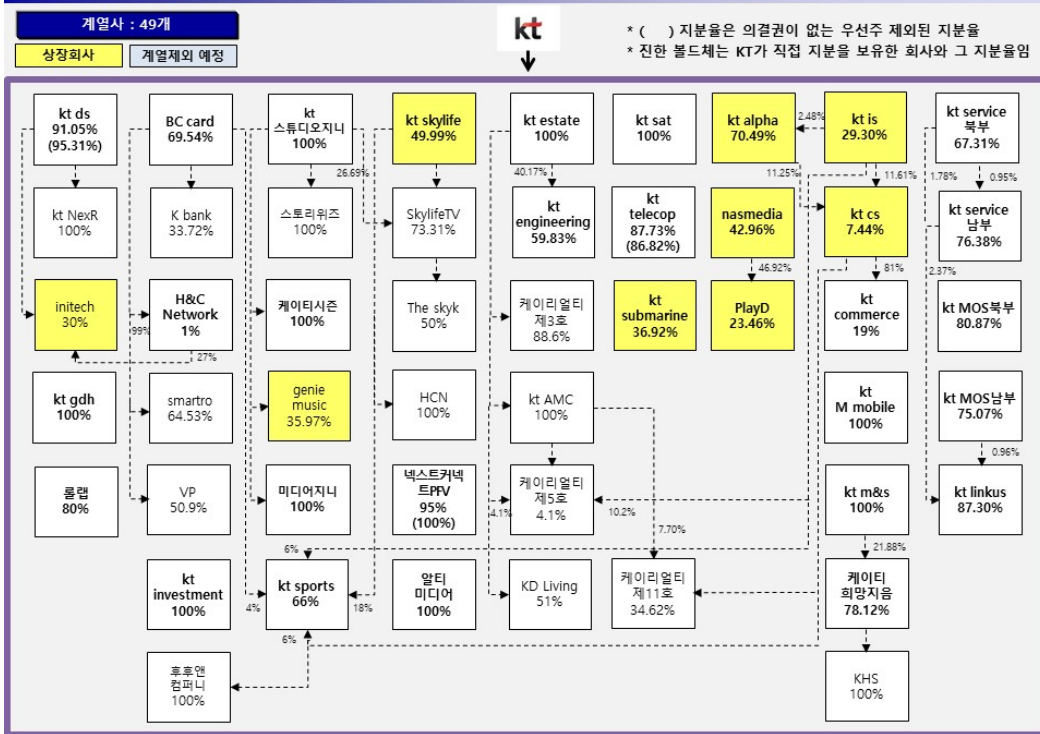 계열사 : 49개
상장회사
계열제외 예정
kt
* (    ) 지분율은 의결권이 없는 우선주 제외된 지분율
* 진한 볼드체는 KT가 직접 지분을 보유한 회사와 그 지분율임
kt ds
91.05%
(95.31%)
BC card
69.54%
kt
스튜디오지니
100%
26.69%
kt skylife
49.99%
kt estate
100%
40.17%
kt sat
100%
kt alpha
70.49%
2.48%
11.25%
kt is
29.30%
11.61%
kt service
북부
67.31%
1.78%
0.95%
kt NexR
100%
K bank
33.72%
스토리위즈
100%
SkylifeTV
73.31%
kt
engineering
59.83%
kt
telecop
87.73%
(86.82%)
nasmedia
42.96%
46.92%
kt cs
7.44%
81%
kt service
남부
76.38%
2.37%
initech
30%
99%
H&C
Network
1%
27%
케이티시즌
100%
The skyk
50%
케이리얼티
제3호
88.6%
kt
submarine
36.92%
PlayD
23.46%
kt
commerce
19%
kt MOS북부
80.87%
kt gdh
100%
smartro
64.53%
genie
music
35.97%
HCN
100%
kt AMC
100%
kt
M mobile
100%
kt MOS남부
75.07%
0.96%
롤랩
80%
VP
50.9%
미디어지니
100%
넥스트커넥
트PFV
95%
(100%)
4.1%
케이리얼티
제5호
4.1%
10.2%
7.70%
kt m&s
100%
21.88%
kt linkus
87.30%
kt
investment
100%
6%
4%
kt sports
66%
18%
6%
알티
미디어
100%
KD Living
51%
케이리얼티
제11호
34.62%
케이티
희망지음
78.12%
후후앤
컴퍼니
100%
KHS
100%